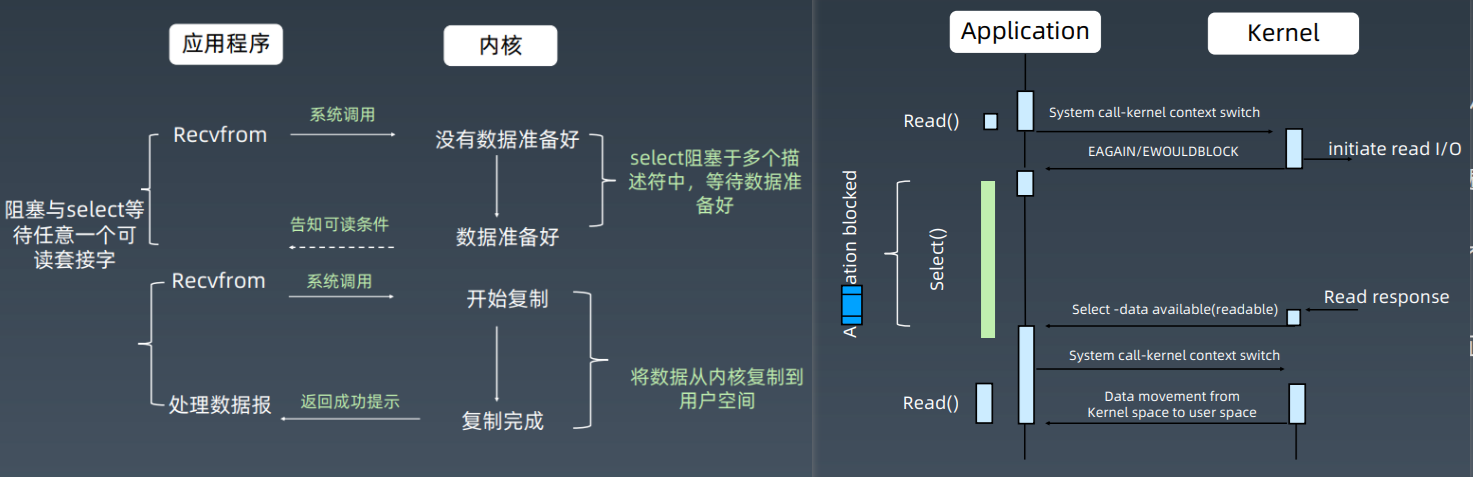 应用程序
内核
Recvfrom
系统调用
没有数据准备好
select阻塞于多个描
述符中，等待数据准
备好
阻塞与select等
待任意一个可
读套接字
告知可读条件
数据准备好
Recvfrom
系统调用
开始复制
将数据从内核复制到
用户空间
处理数据报
返回成功提示
复制完成
Application
Kernel
Read()
System call-kernel context switch
EAGAIN/EWOULDBLOCK
initiate read I/O
ation blocked
A
Select()
Read response
Select -data available(readable)
System call-kernel context switch
Read()
Data movement from
Kernel space to user space